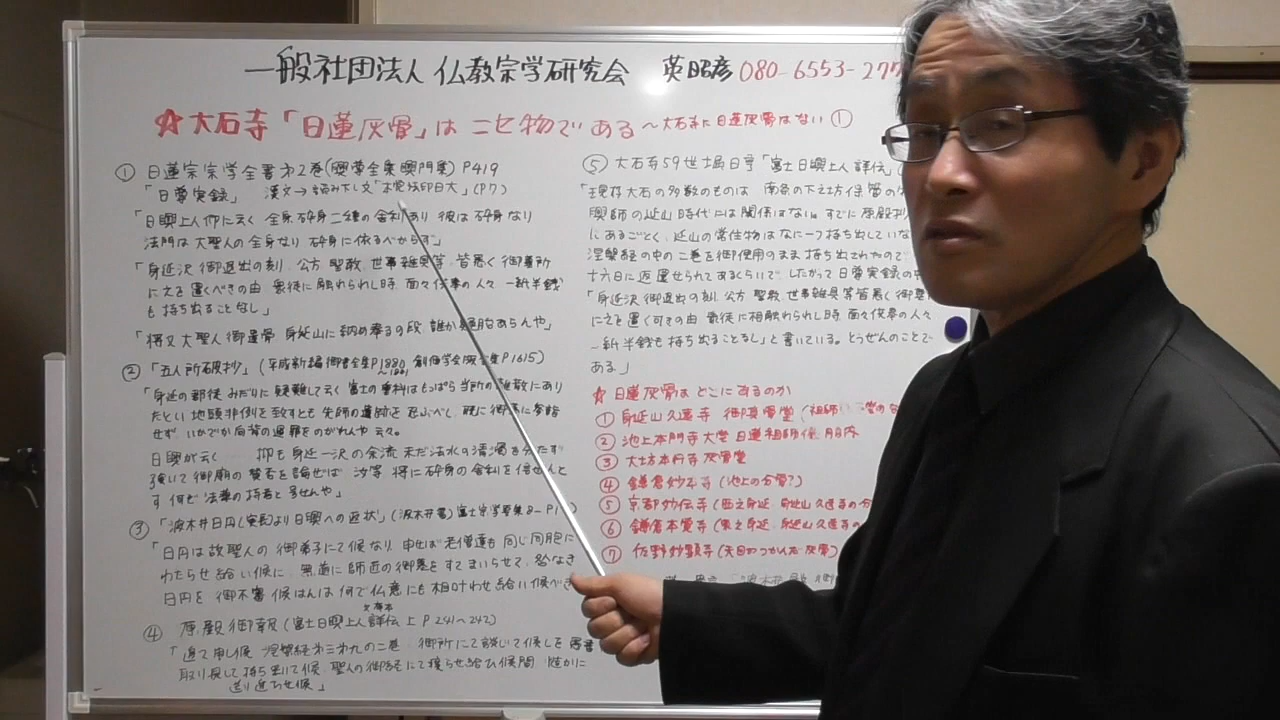 一般社団法人 仏教宗学研究会 英昭彦 080-6553-277
☆大石寺「日蓮灰骨」はニセ物である～大石寺に日蓮灰骨はない①
① 日蓮宗宗学全書第2巻(興尊全集興門集)P419
「日尊実録」 漢文→読み下し文「本覚法印日大」(P7)
「日興上人仰に云く 全身砕身二種の舎利あり 彼は砕身なり
法門は大聖人の全身なり 砕身に依るべからず」
「身延沢御退出の刻 公方 聖教 世事雑具等 皆悉く御墓所
に之を置くべきの由 最後に触れられし時 面々供奉の人々 一紙半銭
も持ち出ることなし」
「将又大聖人御遺骨 身延山に納め奉るの段 誰か あらんや」
② 「五人所破抄」(平成新編御書全集P1880～1881 創価学会版全集P1615)
「身延の群徒みだりに疑難して云く 富士の重科はもっぱら当所の離散にあり
たとい地頭非例を致すとも先師の遺跡を忍ぶべし 既に御墓に参詣
せず いかでか向背の過罪をのがれんや云々。
日興が云く 抑も身延一沢の余流 未だ法水の清濁を分たず
強いて御廟の賛否を論ぜば 汝等 将に砕身の舎利を信ぜんと
す 何ぞ法華の持者と号せんや」
③ 「波木井日円(実長)より日興への返状」(波木井書)富士宗学要集8-P1
「日円は故聖人の御弟子にて候なり 申せば老僧達も同じ同胞に
わたらせ給い候に 無道に師匠の御墓をすてまいらせて、咎なき
日円を御不審候はんは何で仏意にも相叶わせ給い候べき
④ 原殿御報(富士日興上人詳伝上P241～242)
「追て申し候 涅槃経第三第九の二巻 御所にて談じて候しを
取り具して持ち出て候 聖人の御経にて渡らせ給ひ候間 慥かに
送り進らせ候」
⑤ 大石寺59世堀日亨「富士日興上人詳伝」
「現存大石の多数のものは 南条の下之坊保管の
興師の延山時代には関係はない。すでに原殿抄
にあるごとく、延山の常住物はなに一つ持ち出していな
涅槃経の中の二巻を御使用のまま持ち出されたので
十六日に返還せられてあるくらいで、したがって日尊実録の中
「身延沢御退出の刻 公方 聖教 世事雑具等皆悉く御墓
に之を置く可きの由 最後に相触れられし時 面々供奉の人々
一紙半銭も持ち出ることなし」と書いている。とうぜんのことで
ある」
☆日蓮灰骨はどこにあるのか
① 身延山久遠寺 御真骨堂(祖師
② 池上本門寺大堂日蓮祖師像胎内
③ 大坊本行寺灰骨堂
④ 鎌倉妙本寺(池上の分骨?)
⑤ 京都妙伝寺(西之身延 身延山久遠寺の分
⑥ 鎌倉本覚寺(東之身延 身延山久遠寺の
⑦ 佐野妙顕寺(天目がつかんだ灰骨)